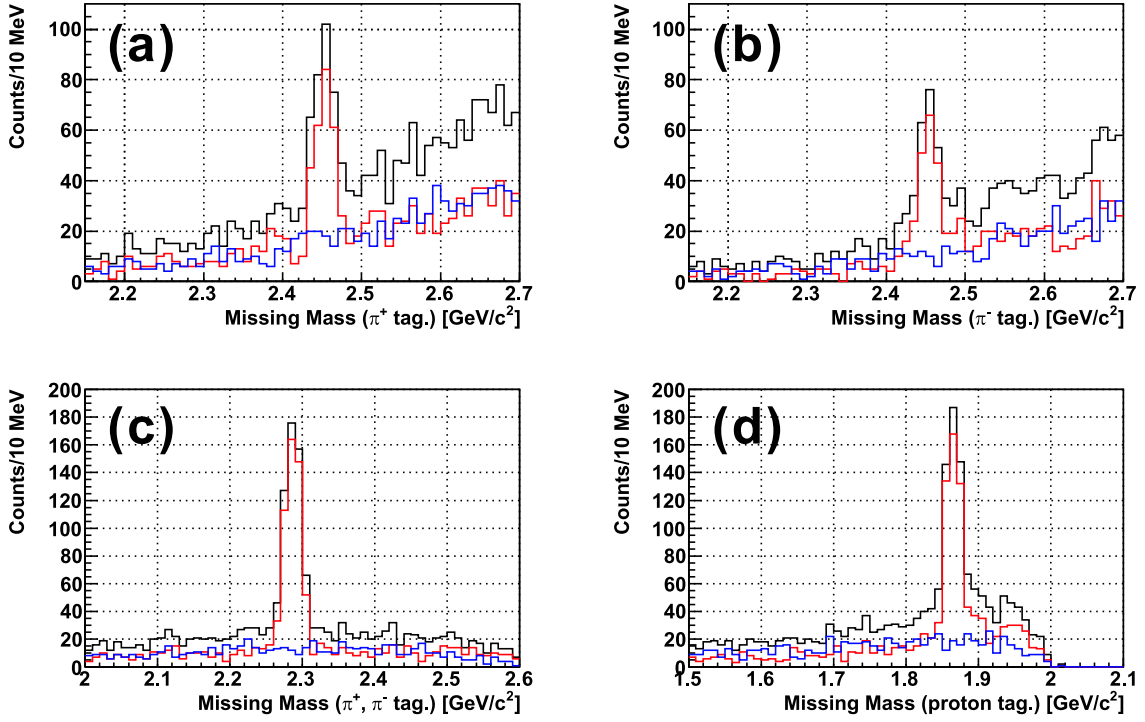 (a)
Counts/10 MeV
100
80
60
40
20
0
2.2 2.3 2.4 2.5 2.6 2.7
Missing Mass (π⁺ tag.) [GeV/c²]
(b)
Counts/10 MeV
100
80
60
40
20
0
2.2 2.3 2.4 2.5 2.6 2.7
Missing Mass (π⁻ tag.) [GeV/c²]
(c)
Counts/10 MeV
200
180
160
140
120
100
80
60
40
20
0
2 2.1 2.2 2.3 2.4 2.5 2.6
Missing Mass (π⁺, π⁻ tag.) [GeV/c²]
(d)
Counts/10 MeV
200
180
160
140
120
100
80
60
40
20
0
1.5 1.6 1.7 1.8 1.9 2 2.1
Missing Mass (proton tag.) [GeV/c²]